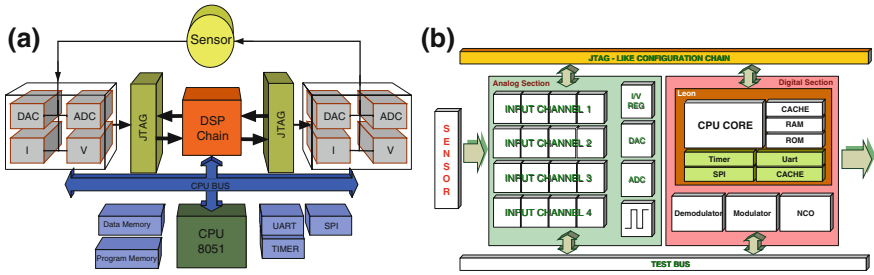 (a)
Sensor
DAC
ADC
I
V
JTAG
DSP
Chain
JTAG
DAC
ADC
I
V
CPU BUS
Data Memory
Program Memory
CPU
8051
UART
SPI
TIMER
(b)
JTAG - LIKE CONFIGURATION CHAIN
SENSOR
Analog Section
INPUT CHANNEL 1
INPUT CHANNEL 2
INPUT CHANNEL 3
INPUT CHANNEL 4
I/V
REG
DAC
ADC
Digital Section
Leon
CPU CORE
CACHE
RAM
ROM
Timer
Uart
SPI
CACHE
Demodulator
Modulator
NCO
TEST BUS